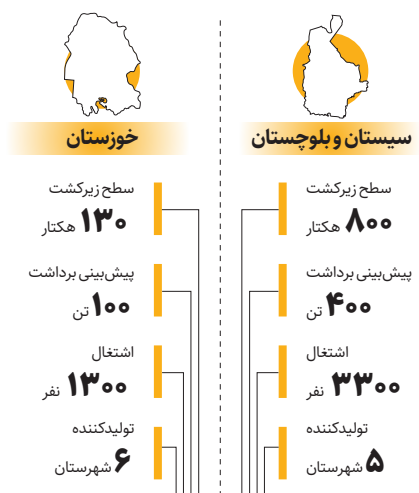 سیستان و بلوچستان
سطح زیرکشت
۸۰۰ هکتار
پیش‌بینی برداشت
۴۰۰ تن
اشتغال
۳۳۰۰ نفر
تولیدکننده
۵ شهرستان
خوزستان
سطح زیرکشت
۱۳۰ هکتار
پیش‌بینی برداشت
۱۰۰ تن
اشتغال
۱۳۰۰ نفر
تولیدکننده
۶ شهرستان